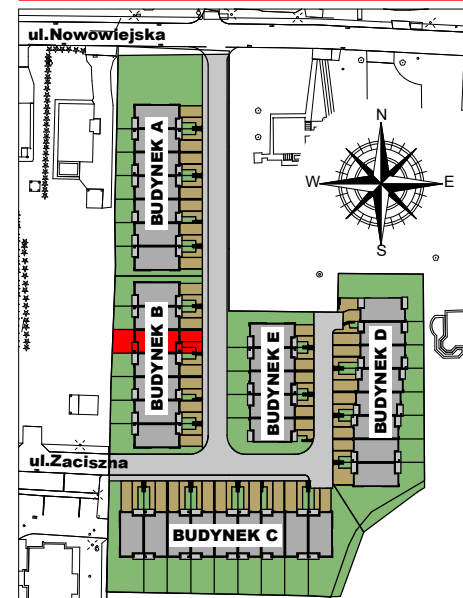 ul.Nowowiejska
BUDYNEK A
N
W
E
S
BUDYNEK B
BUDYNEK E
BUDYNEK D
ul.Zaciszna
BUDYNEK C